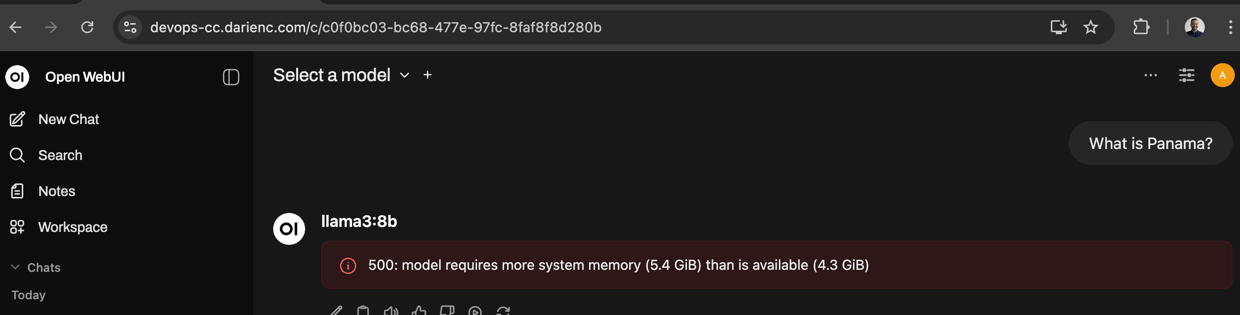 devops-cc.darienc.com/c/c0f0bc03-bc68-477e-97fc-8faf8f8d280b
OI Open WebUI
Select a model
A
New Chat
What is Panama?
Search
Notes
Workspace
OI llama3:8b
500: model requires more system memory (5.4 GiB) than is available (4.3 GiB)
Chats
Today